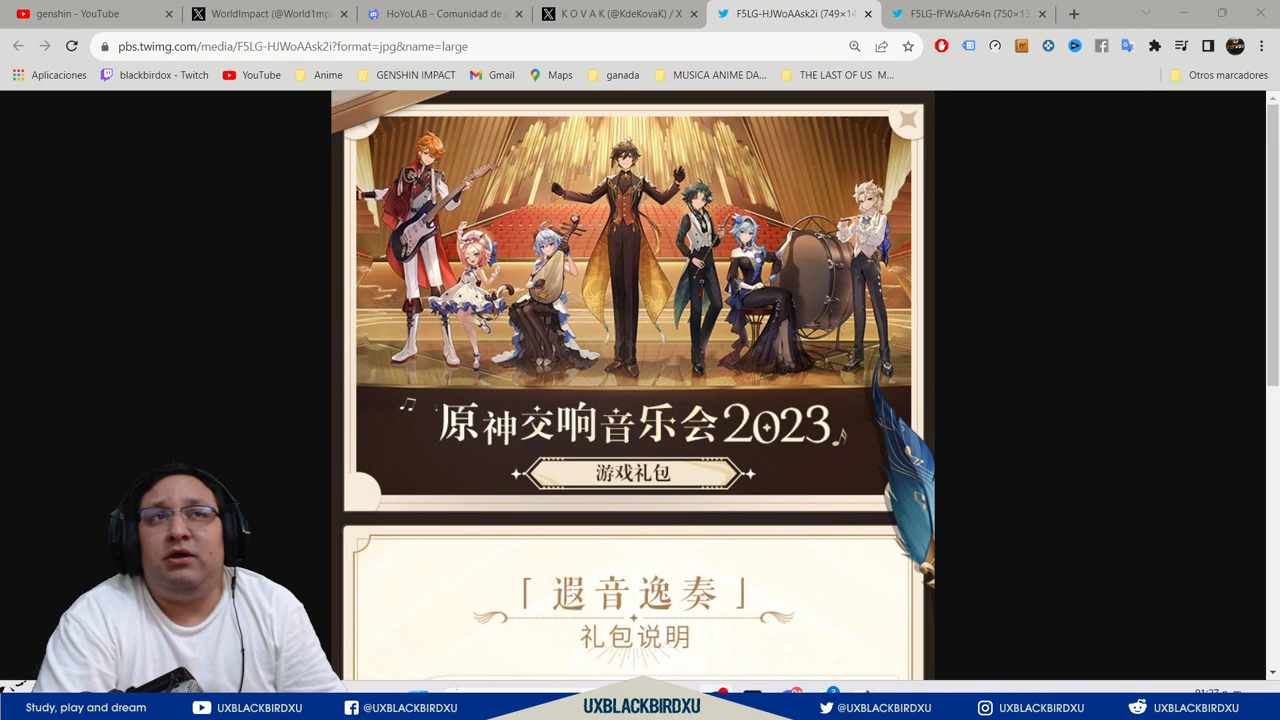 genshin - YouTube
WorldImpact (@World1mp
HoYoLAB - Comunidad de j
K O V A K (@KdeKovaK) / X
F5LG-HJWoAAsk2i (749×14
F5LG-fFWsAAr64n (750×13
pbs.twimg.com/media/F5LG-HJWoAAsk2i?format=jpg&name=large
Aplicaciones
blackbirdox - Twitch
YouTube
Anime
GENSHIN IMPACT
Gmail
Maps
ganada
MUSICA ANIME DA...
THE LAST OF US M...
Otros marcadores
原神交响音乐会2023
游戏礼包
「遐音逸奏」
礼包说明
Study, play and dream
UXBLACKBIRDXU
@UXBLACKBIRDXU
UXBLACKBIRDXU
@UXBLACKBIRDXU
UXBLACKBIRDXU
UXBLACKBIRDXU